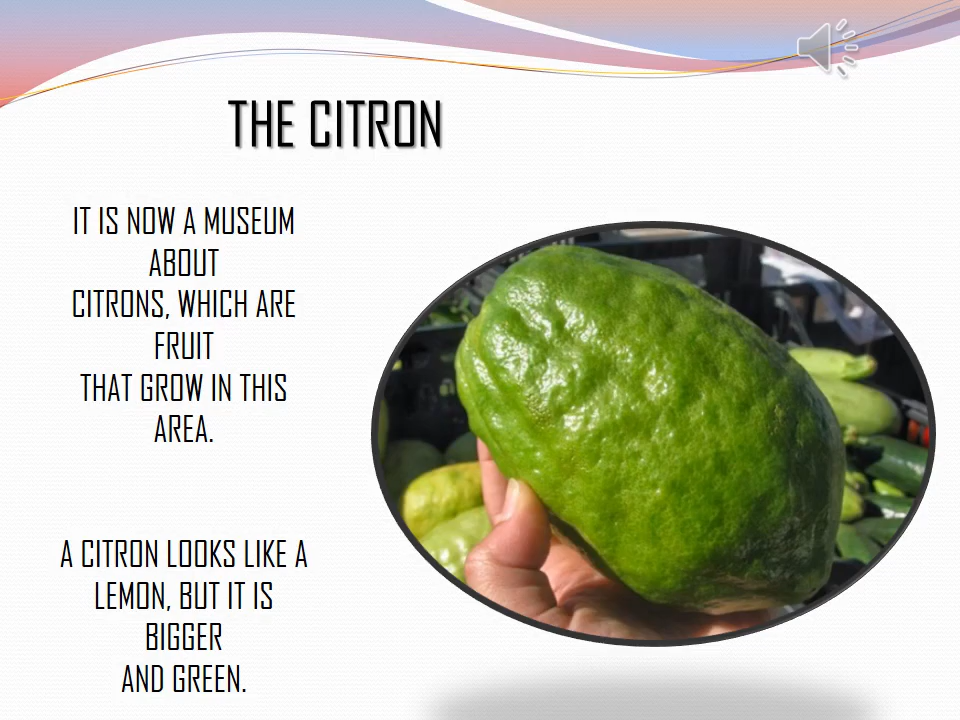 THE CITRON
IT IS NOW A MUSEUM
ABOUT
CITRONS, WHICH ARE
FRUIT
THAT GROW IN THIS
AREA.
A CITRON LOOKS LIKE A
LEMON, BUT IT IS
BIGGER
AND GREEN.